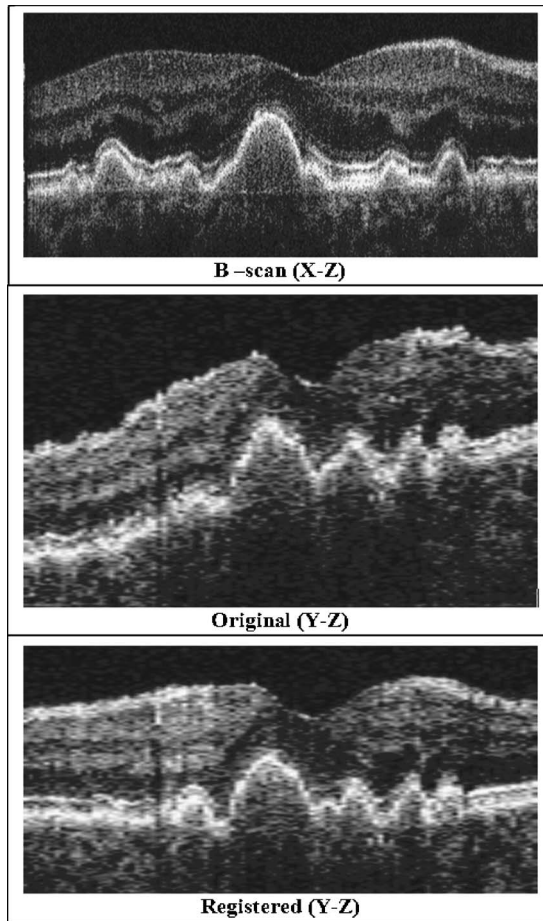 B –scan (X-Z)
Original (Y-Z)
Registered (Y-Z)